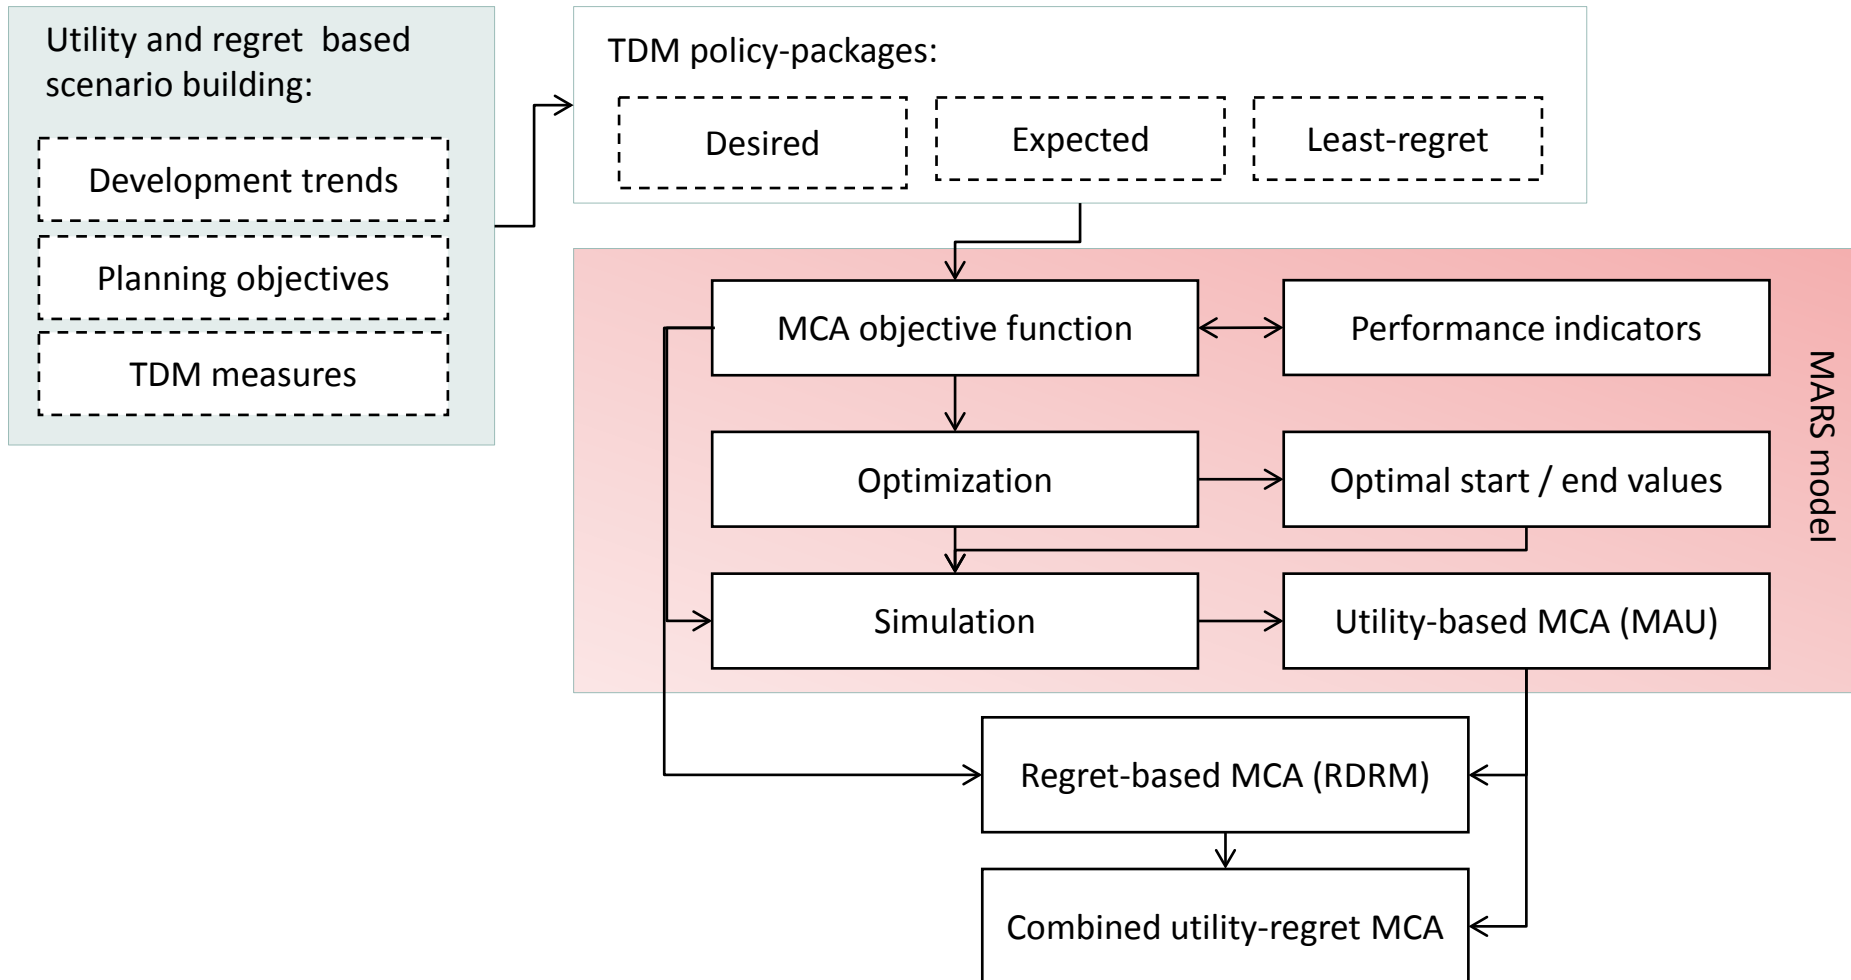 Utility and regret  based
scenario building:
Development trends
Planning objectives
TDM measures
TDM policy-packages:
Desired
Expected
Least-regret
MCA objective function
Performance indicators
Optimization
Optimal start / end values
Simulation
Utility-based MCA (MAU)
MARS model
Regret-based MCA (RDRM)
Combined utility-regret MCA